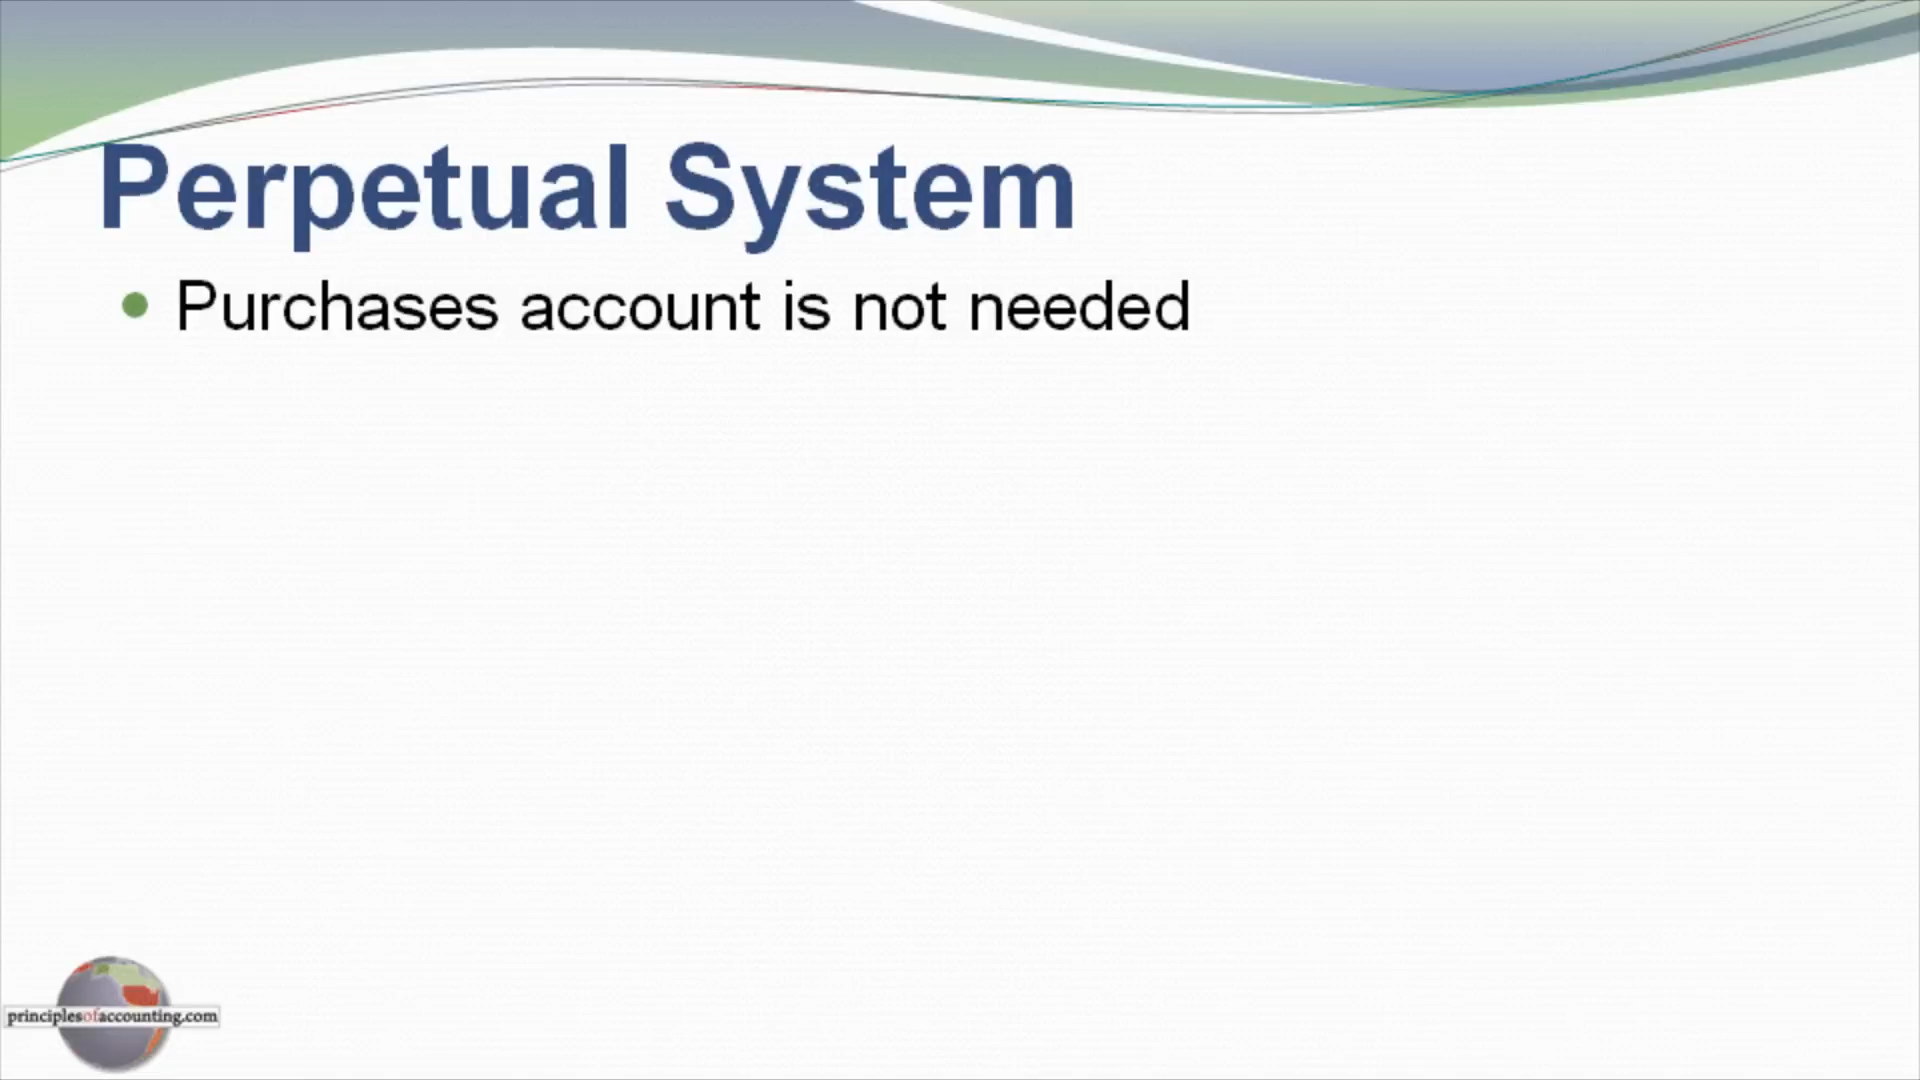 Perpetual System
Purchases account is not needed
principlesofaccounting.com